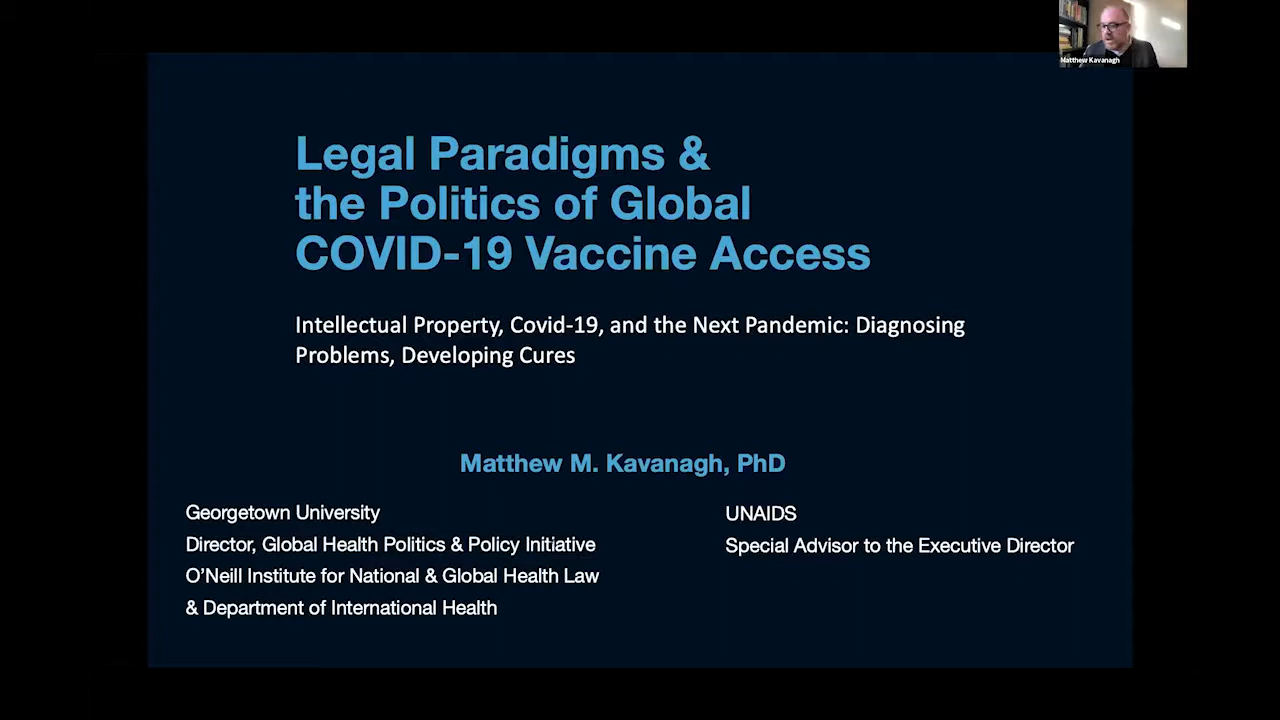 Matthew Kavanagh
Legal Paradigms &
the Politics of Global
COVID-19 Vaccine Access
Intellectual Property, Covid-19, and the Next Pandemic: Diagnosing
Problems, Developing Cures
Matthew M. Kavanagh, PhD
Georgetown University
Director, Global Health Politics & Policy Initiative
O’Neill Institute for National & Global Health Law
& Department of International Health
UNAIDS
Special Advisor to the Executive Director